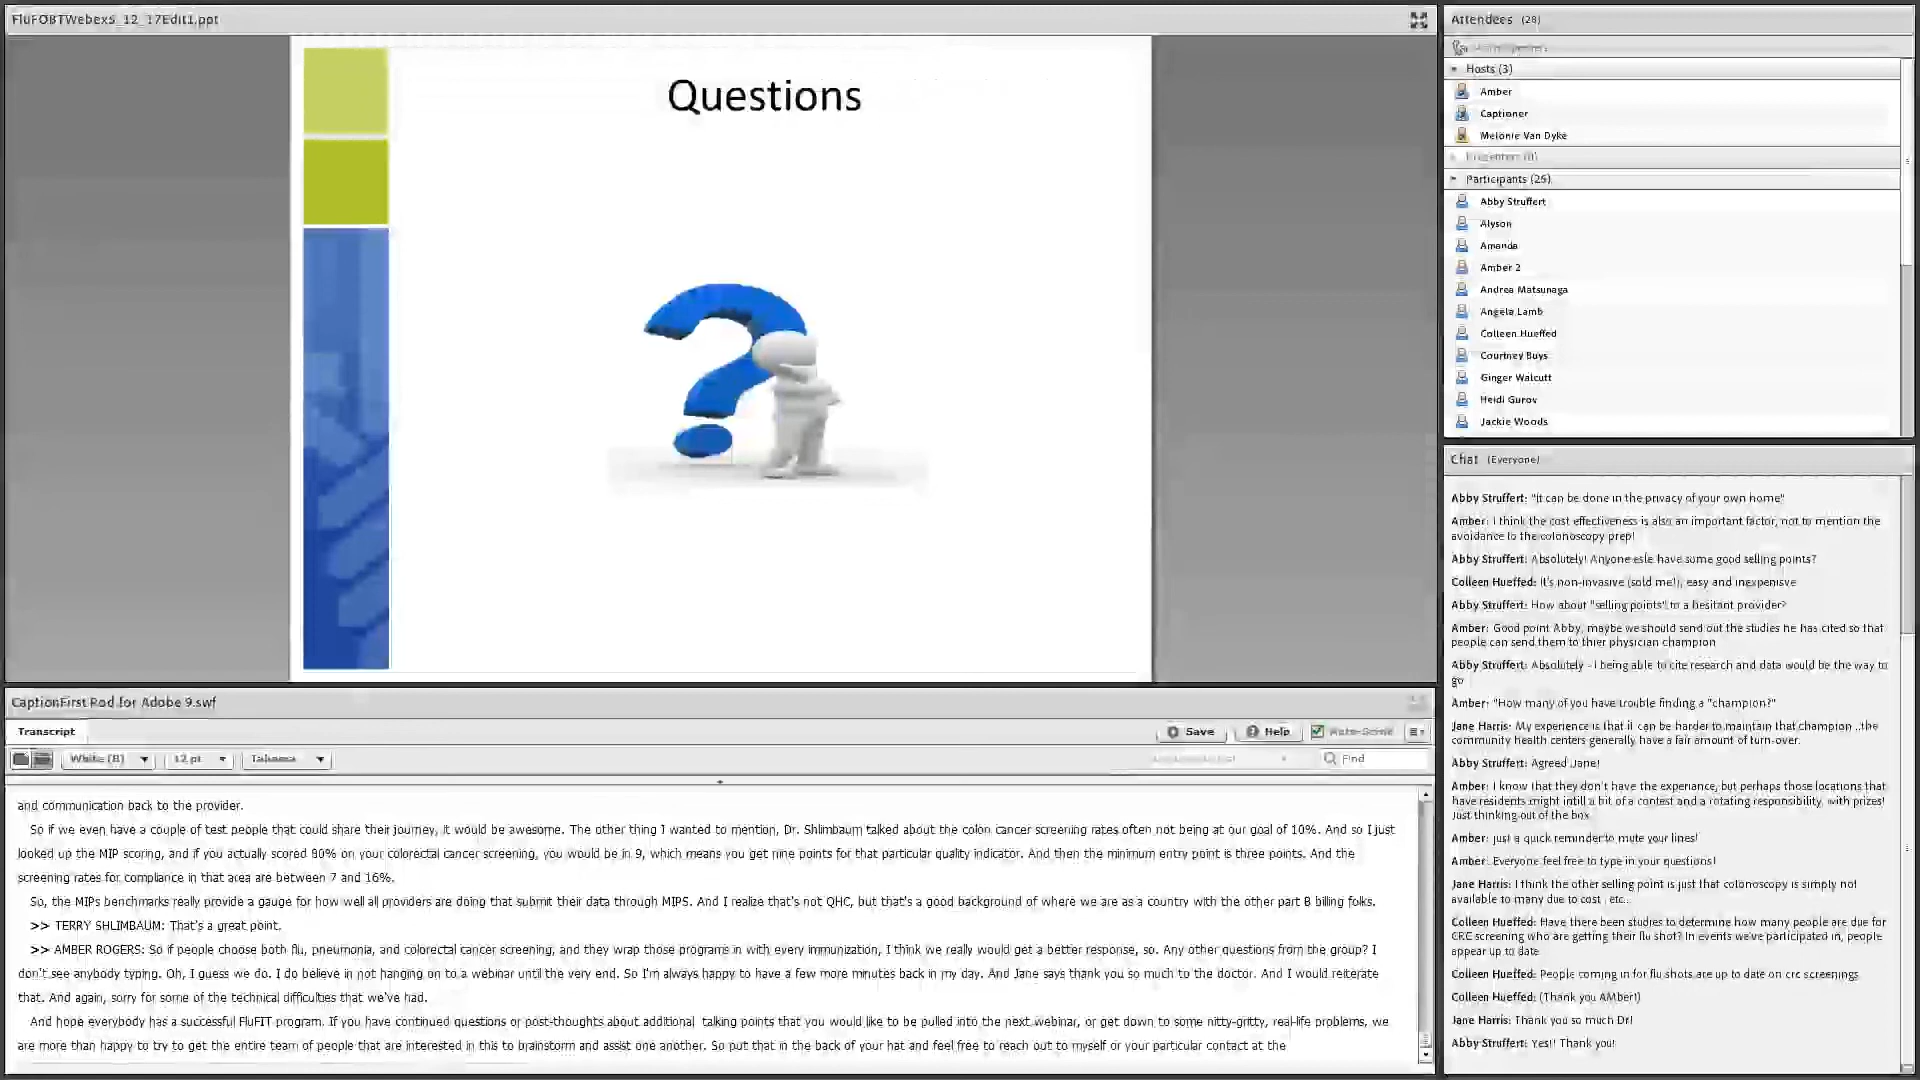 FluFOBTWebex5_12_17Edit1.ppt
Questions
CaptionFirst Pod for Adobe 9.swf
Transcript
Save
Help
Auto-Scroll
White (B)
12 pt
Tahoma
Find
and communication back to the provider.
So if we even have a couple of test people that could share their journey, it would be awesome. The other thing I wanted to mention, Dr. Shlimbaum talked about the colon cancer screening rates often not being at our goal of 10%. And so I just
looked up the MIP scoring, and if you actually scored 80% on your colorectal cancer screening, you would be in 9, which means you get nine points for that particular quality indicator. And then the minimum entry point is three points. And the
screening rates for compliance in that area are between 7 and 16%.
So, the MIPs benchmarks really provide a gauge for how well all providers are doing that submit their data through MIPS. And I realize that's not QHC, but that's a good background of where we are as a country with the other part B billing folks.
>> TERRY SHLIMBAUM: That's a great point.
>> AMBER ROGERS: So if people choose both flu, pneumonia, and colorectal cancer screening, and they wrap those programs in with every immunization, I think we really would get a better response, so. Any other questions from the group? I
don't see anybody typing. Oh, I guess we do. I do believe in not hanging on to a webinar until the very end. So I'm always happy to have a few more minutes back in my day. And Jane says thank you so much to the doctor. And I would reiterate
that. And again, sorry for some of the technical difficulties that we've had.
And hope everybody has a successful FluFIT program. If you have continued questions or post-thoughts about additional talking points that you would like to be pulled into the next webinar, or get down to some nitty-gritty, real-life problems, we
are more than happy to try to get the entire team of people that are interested in this to brainstorm and assist one another. So put that in the back of your hat and feel free to reach out to myself or your particular contact at the
Attendees (28)
Hosts (3)
Amber
Captioner
Melonie Van Dyke
Presenters (0)
Participants (25)
Abby Struffert
Alyson
Amanda
Amber 2
Andrea Matsunaga
Angela Lamb
Colleen Hueffed
Courtney Buys
Ginger Walcutt
Heidi Gurov
Jackie Woods
Chat (Everyone)
Abby Struffert: "it can be done in the privacy of your own home"
Amber: I think the cost effectiveness is also an important factor, not to mention the
avoidance to the colonoscopy prep!
Abby Struffert: Absolutely! Anyone esle have some good selling points?
Colleen Hueffed: It's non-invasive (sold me!), easy and inexpenisve
Abby Struffert: How about "selling points" to a hesitant provider?
Amber: Good point Abby, maybe we should send out the studies he has cited so that
people can send them to thier physician champion
Abby Struffert: Absolutely - I being able to cite research and data would be the way to
go
Amber: "How many of you have trouble finding a "champion?"
Jane Harris: My experience is that it can be harder to maintain that champion ..the
community health centers generally have a fair amount of turn-over.
Abby Struffert: Agreed Jane!
Amber: I know that they don't have the experiance, but perhaps those locations that
have residents might intill a bit of a contest and a rotating responsibility, with prizes!
Just thinking out of the box
Amber: just a quick reminder to mute your lines!
Amber: Everyone feel free to type in your questions!
Jane Harris: I think the other selling point is just that colonoscopy is simply not
available to many due to cost , etc..
Colleen Hueffed: Have there been studies to determine how many people are due for
CRC screening who are getting their flu shot? In events we've participated in, people
appear up to date
Colleen Hueffed: People coming in for flu shots are up to date on crc screenings
Colleen Hueffed: (Thank you AMber!)
Jane Harris: Thank you so much Dr!
Abby Struffert: Yes!! Thank you!